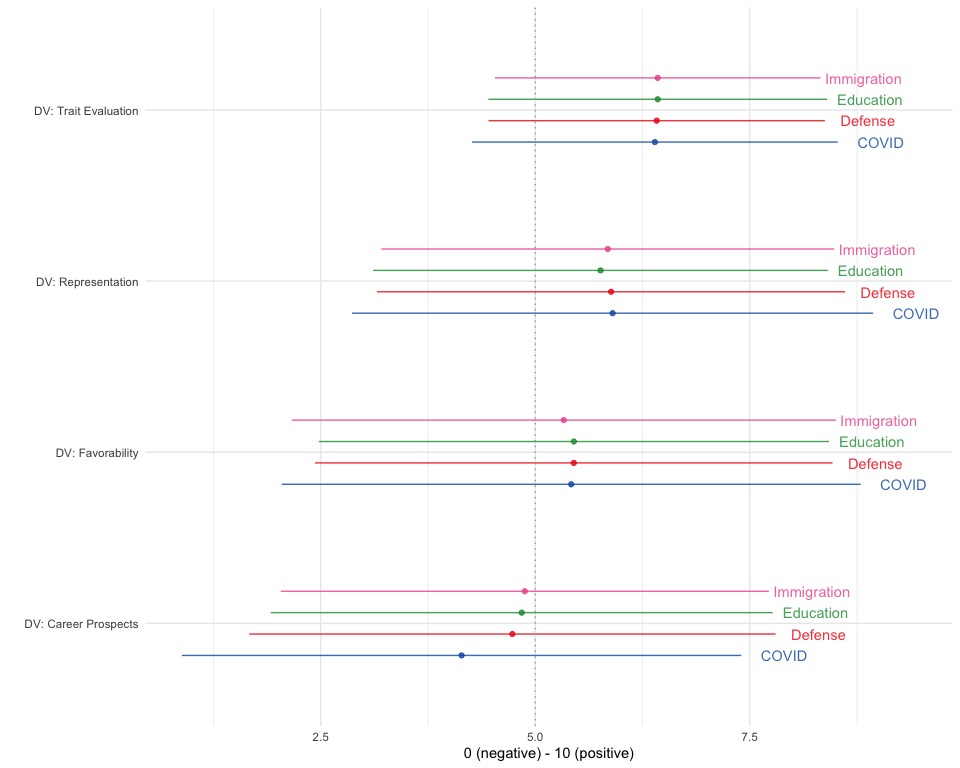 Immigration
Education
DV: Trait Evaluation
Defense
COVID
Immigration
Education
DV: Representation
Defense
COVID
Immigration
Education
DV: Favorability
Defense
COVID
Immigration
Education
DV: Career Prospects
Defense
COVID
2.5 5.0 7.5
0 (negative) - 10 (positive)